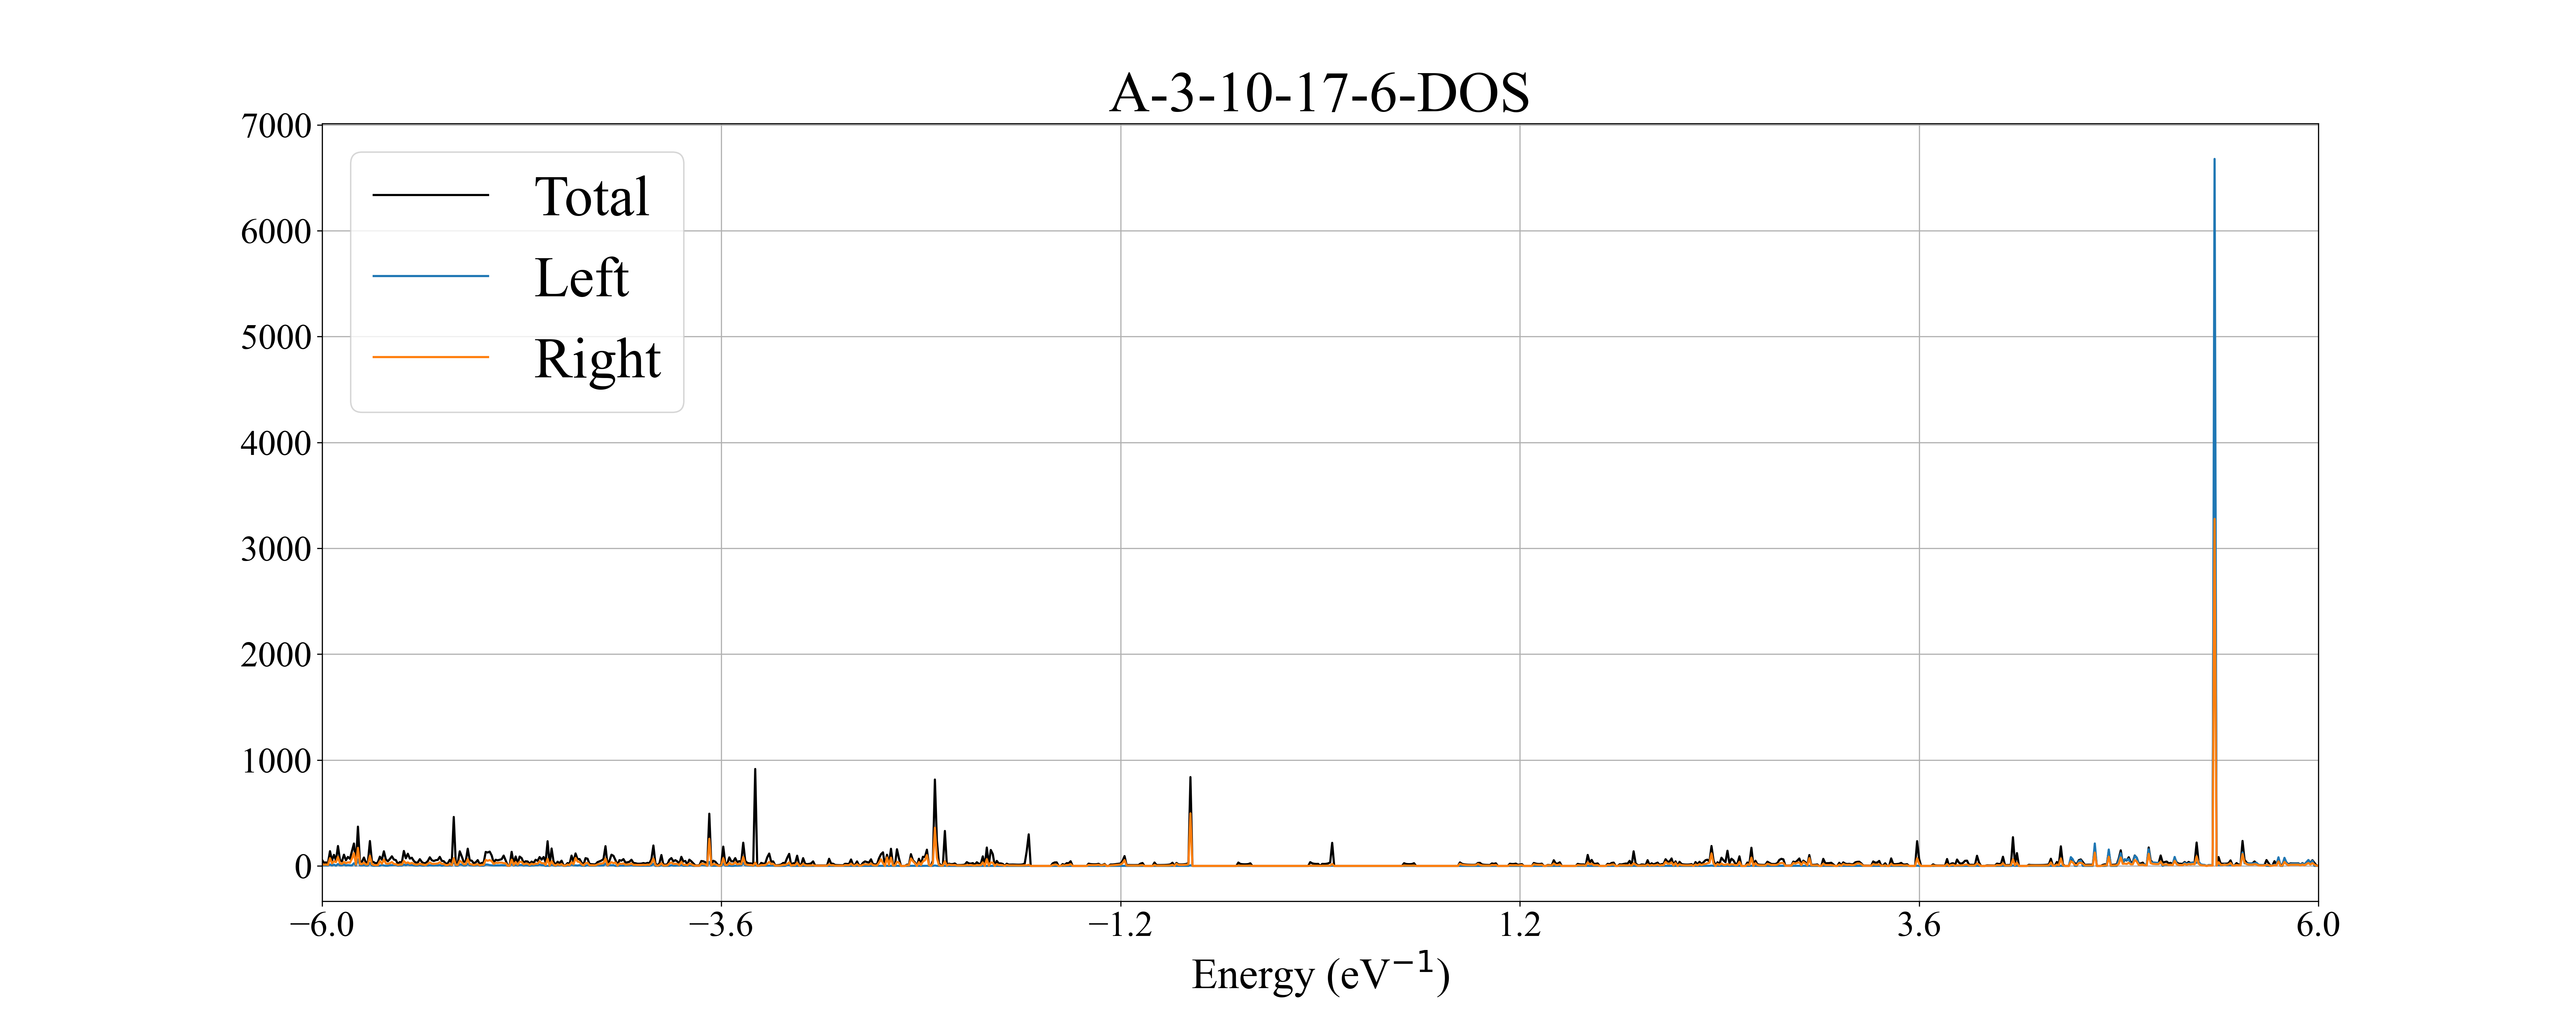 A-3-10-17-6-DOS
7000
6000
5000
4000
3000
2000
1000
0
Total
Left
Right
−6.0 −3.6 −1.2 1.2 3.6 6.0
Energy (eV⁻¹)